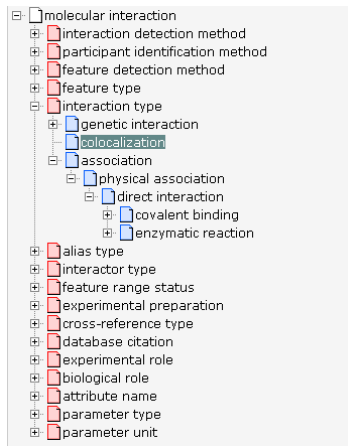 molecular interaction
interaction detection method
participant identification method
feature detection method
feature type
interaction type
genetic interaction
colocalization
association
physical association
direct interaction
covalent binding
enzymatic reaction
alias type
interactor type
feature range status
experimental preparation
cross-reference type
database citation
experimental role
biological role
attribute name
parameter type
parameter unit